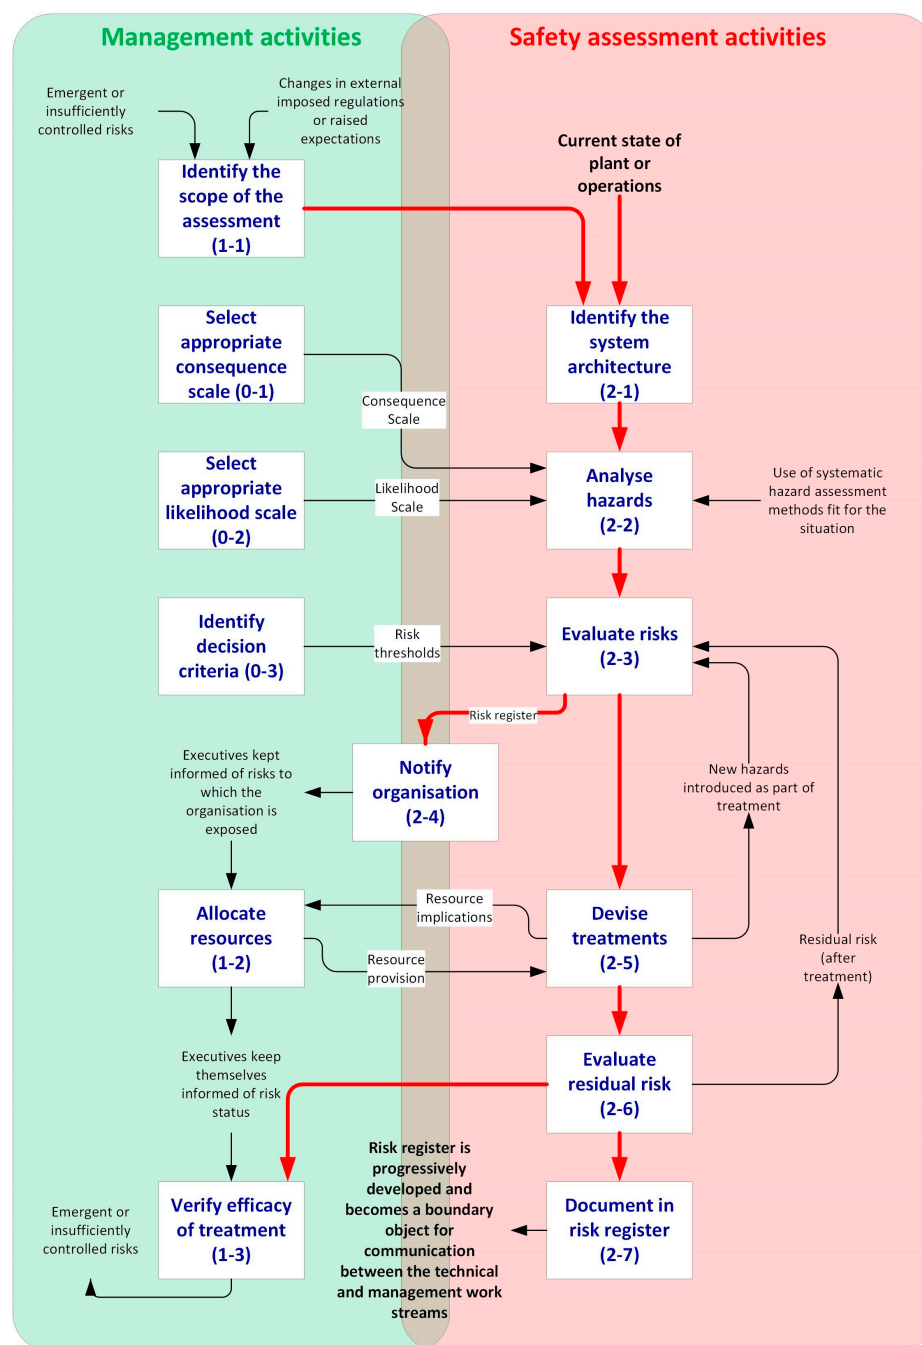 Management activities
Safety assessment activities
Emergent or
insufficiently
controlled risks
Changes in external
imposed regulations
or raised
expectations
Current state of
plant or
operations
Identify the
scope of the
assessment
(1-1)
Select
appropriate
consequence
scale (0-1)
Identify the
system
architecture
(2-1)
Consequence
Scale
Select
appropriate
likelihood scale
(0-2)
Likelihood
Scale
Analyse
hazards
(2-2)
Use of systematic
hazard assessment
methods fit for the
situation
Identify
decision
criteria (0-3)
Risk
thresholds
Evaluate risks
(2-3)
Risk register
Executives kept
informed of risks to
which the
organisation is
exposed
Notify
organisation
(2-4)
New hazards
introduced as part of
treatment
Allocate
resources
(1-2)
Resource
implications
Resource
provision
Devise
treatments
(2-5)
Residual risk
(after
treatment)
Executives keep
themselves
informed of risk
status
Evaluate
residual risk
(2-6)
Emergent or
insufficiently
controlled risks
Verify efficacy
of treatment
(1-3)
Risk register is
progressively
developed and
becomes a boundary
object for
communication
between the technical
and management work
streams
Document in
risk register
(2-7)